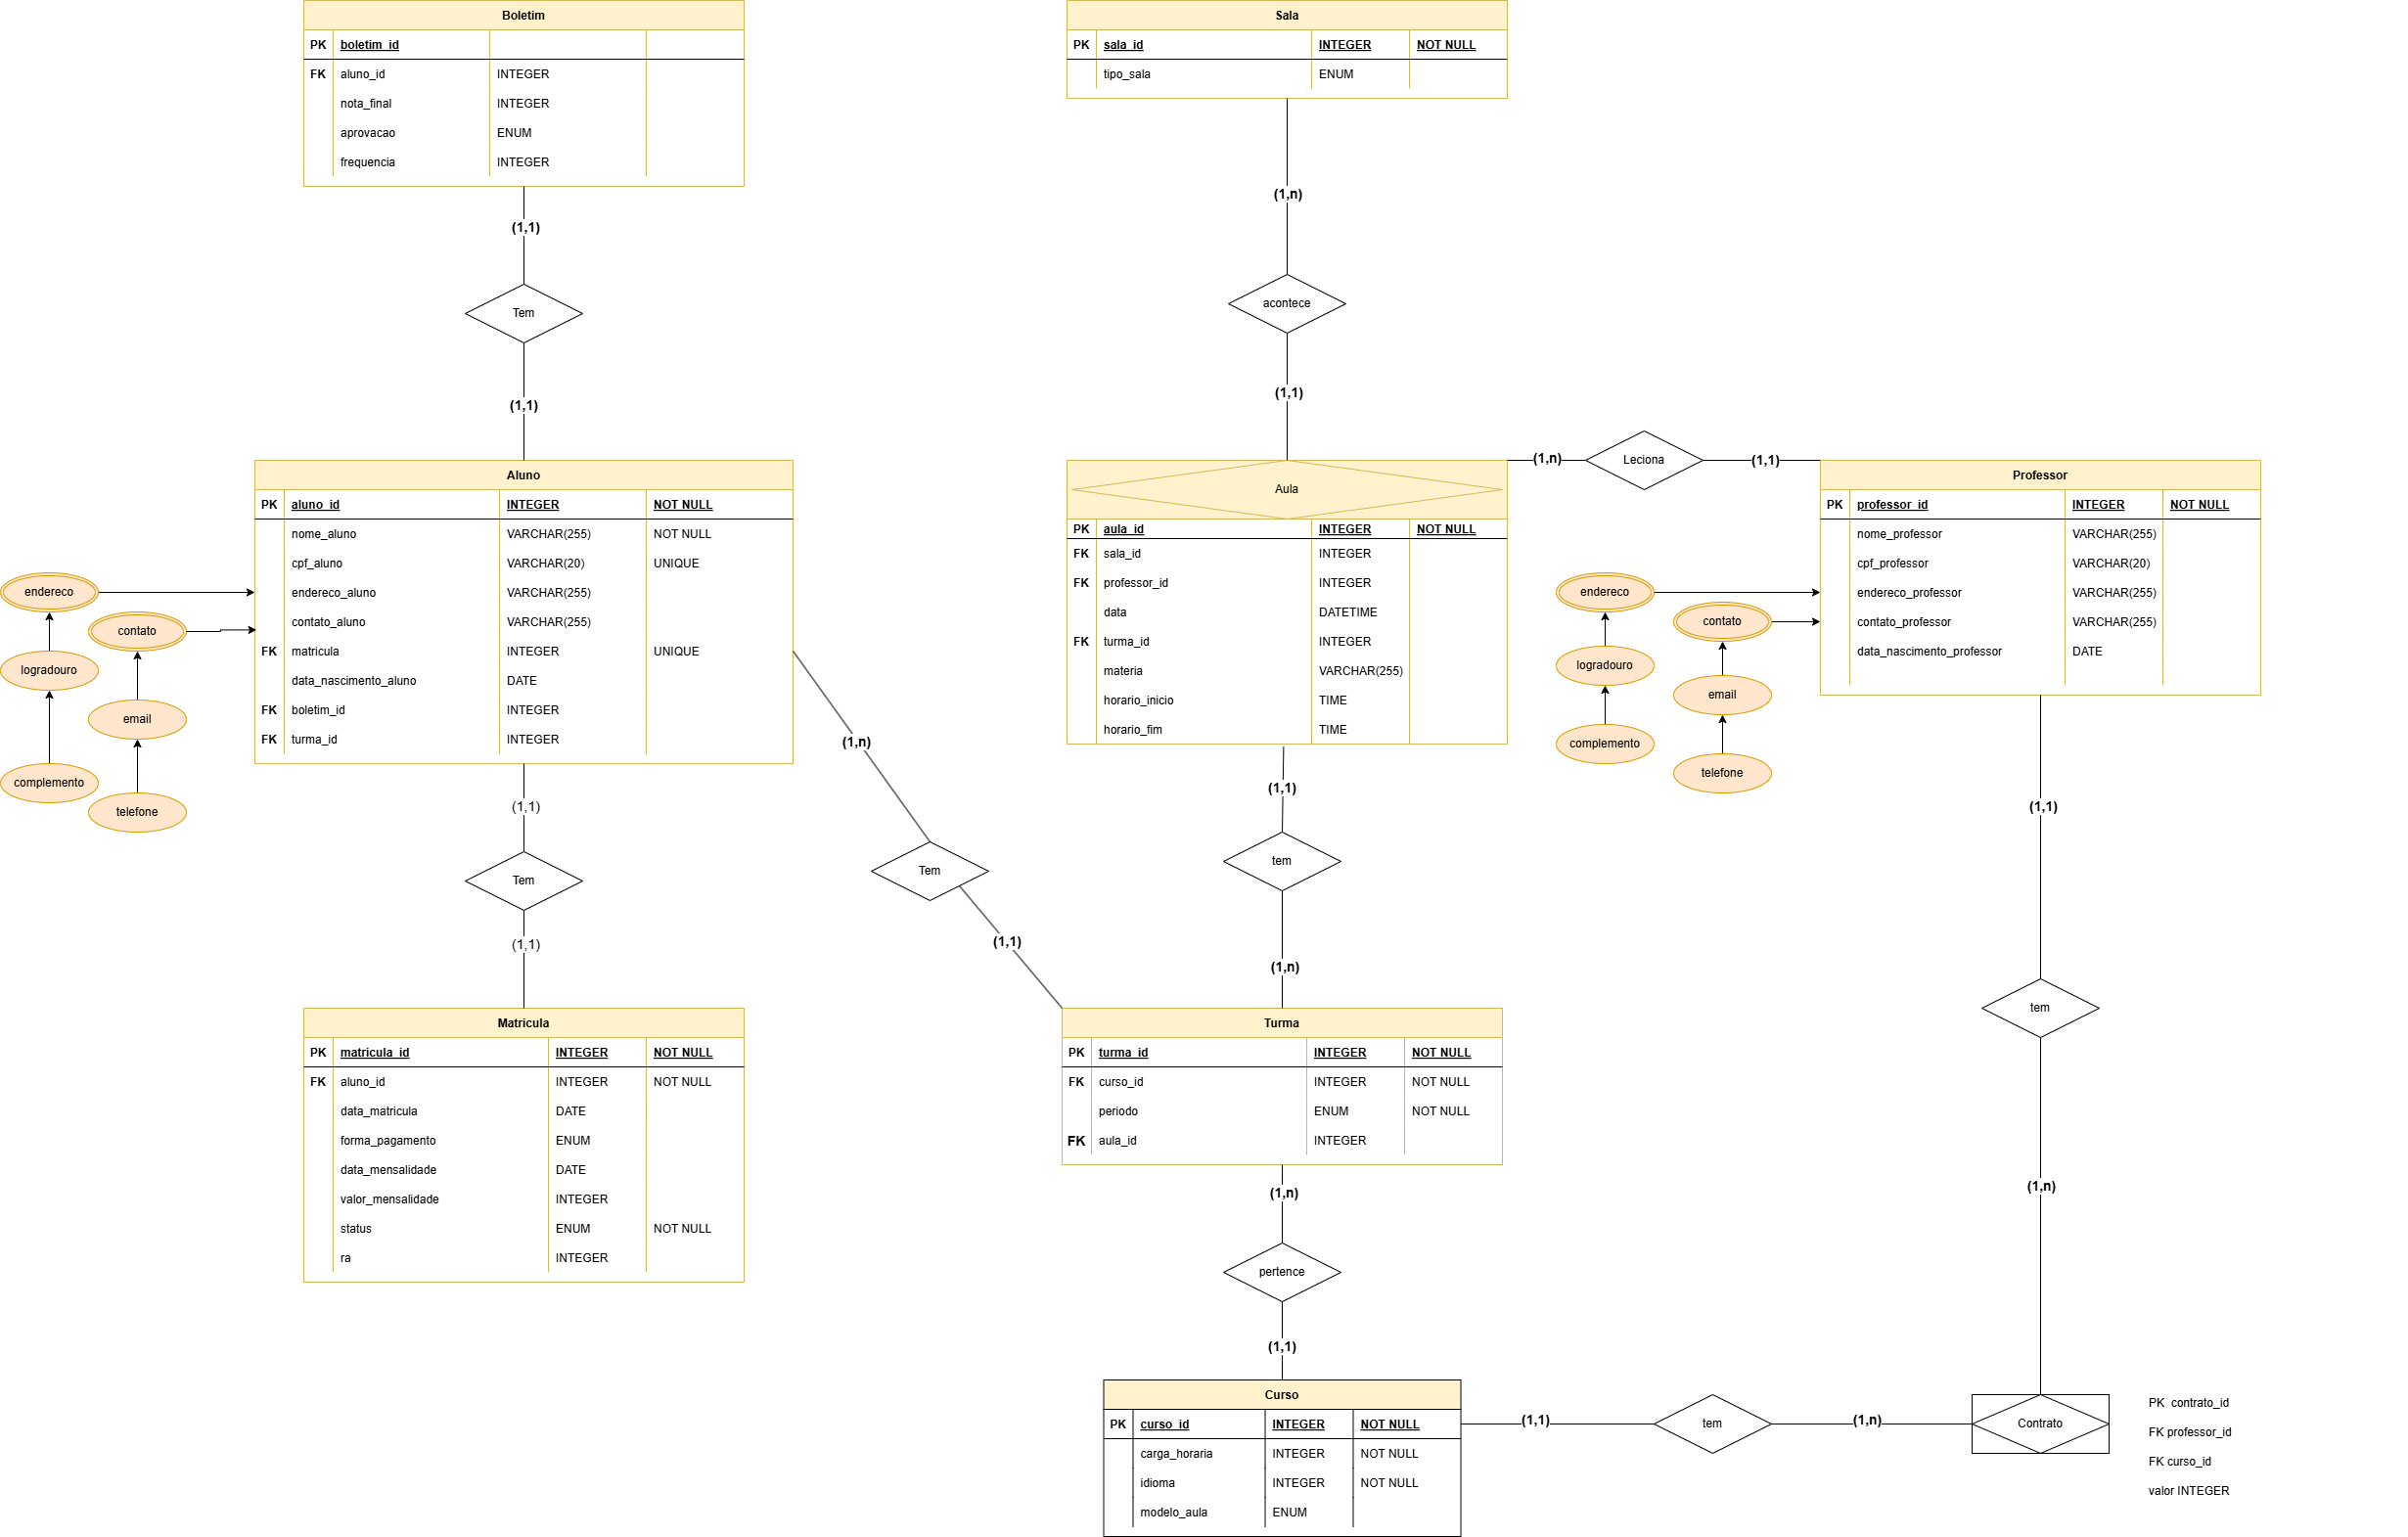 Boletim
PK boletim_id
FK aluno_id INTEGER
nota_final INTEGER
aprovacao ENUM
frequencia INTEGER
(1,1)
Tem
(1,1)
Sala
PK sala_id INTEGER NOT NULL
tipo_sala ENUM
(1,n)
acontece
(1,1)
Aluno
PK aluno_id INTEGER NOT NULL
nome_aluno VARCHAR(255) NOT NULL
cpf_aluno VARCHAR(20) UNIQUE
endereco_aluno VARCHAR(255)
contato_aluno VARCHAR(255)
FK matricula INTEGER UNIQUE
data_nascimento_aluno DATE
FK boletim_id INTEGER
FK turma_id INTEGER
endereco
contato
logradouro
email
complemento
telefone
Aula
PK aula_id INTEGER NOT NULL
FK sala_id INTEGER
FK professor_id INTEGER
data DATETIME
FK turma_id INTEGER
materia VARCHAR(255)
horario_inicio TIME
horario_fim TIME
(1,n)
Leciona
(1,1)
Professor
PK professor_id INTEGER NOT NULL
nome_professor VARCHAR(255)
cpf_professor VARCHAR(20)
endereco_professor VARCHAR(255)
contato_professor VARCHAR(255)
data_nascimento_professor DATE
endereco
contato
logradouro
email
complemento
telefone
(1,1)
Tem
(1,1)
(1,n)
Tem
(1,1)
(1,1)
tem
(1,n)
(1,1)
tem
(1,n)
Matricula
PK matricula_id INTEGER NOT NULL
FK aluno_id INTEGER NOT NULL
data_matricula DATE
forma_pagamento ENUM
data_mensalidade DATE
valor_mensalidade INTEGER
status ENUM NOT NULL
ra INTEGER
Turma
PK turma_id INTEGER NOT NULL
FK curso_id INTEGER NOT NULL
periodo ENUM NOT NULL
FK aula_id INTEGER
(1,n)
pertence
(1,1)
Curso
PK curso_id INTEGER NOT NULL
carga_horaria INTEGER NOT NULL
idioma INTEGER NOT NULL
modelo_aula ENUM
(1,1)
tem
(1,n)
Contrato
PK contrato_id
FK professor_id
FK curso_id
valor INTEGER